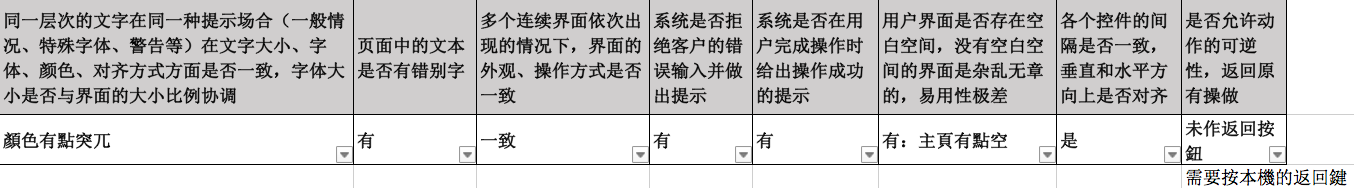 同一层次的文字在同一种提示场合（一般情
况、特殊字体、警告等）在文字大小、字
体、颜色、对齐方式方面是否一致，字体大
小是否与界面的大小比例协调
页面中的文本
是否有错别字
多个连续界面依次出
现的情况下，界面的
外观、操作方式是否
一致
系统是否拒
绝客户的错
误输入并做
出提示
系统是否在用
户完成操作时
给出操作成功
的提示
用户界面是否存在空
白空间，没有空白空
间的界面是杂乱无章
的，易用性极差
各个控件的间
隔是否一致，
垂直和水平方
向上是否对齐
是否允许动
作的可逆
性，返回原
有操做
顏色有點突兀
有
一致
有
有
有：主頁有點空
是
未作返回按
鈕
需要按本機的返回鍵